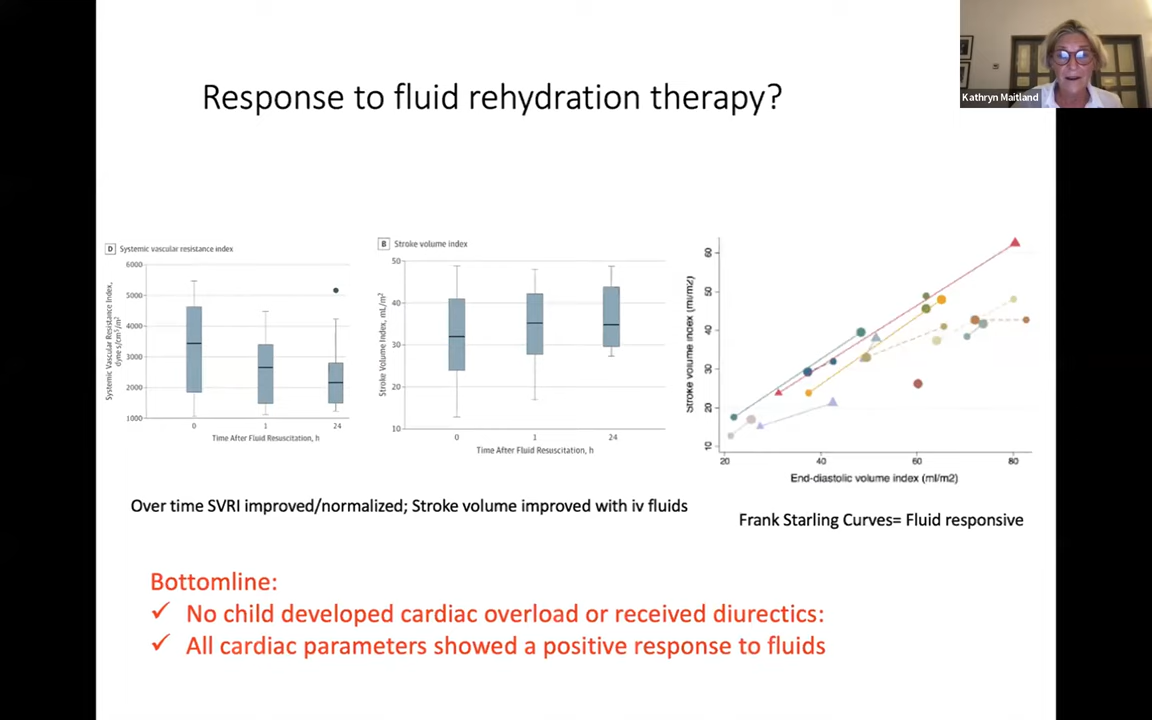 Kathryn Maitland
Response to fluid rehydration therapy?
D Systemic vascular resistance index
Systemic Vascular Resistance Index,
dynes/cm⁵/m²
6000
5000
4000
3000
2000
1000
0 1 24
Time After Fluid Resuscitation, h
B Stroke volume index
Stroke Volume Index, mL/m²
50
40
30
20
10
0 1 24
Time After Fluid Resuscitation, h
Stroke volume index (ml/m2)
60
50
40
30
20
10
20 40 60 80
End-diastolic volume index (ml/m2)
Over time SVRI improved/normalized; Stroke volume improved with iv fluids
Frank Starling Curves= Fluid responsive
Bottomline:
✓ No child developed cardiac overload or received diurectics:
✓ All cardiac parameters showed a positive response to fluids